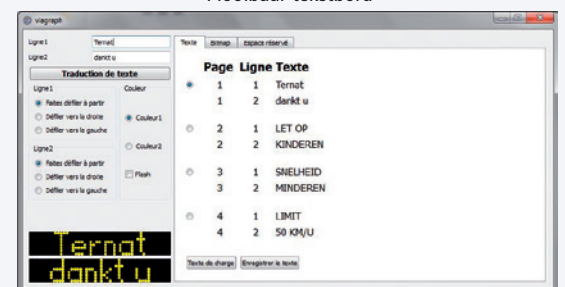 tekstbord
viagraph
Ligne1 Ternat
Ligne2 dankt u
Traduction de texte
Ligne1
Faites défiler à partir
Défiler vers la droite
Défiler vers la gauche
Ligne2
Faites défiler à partir
Défiler vers la droite
Défiler vers la gauche
Couleur
Couleur1
Couleur2
Flash
Ternat
dankt u
Texte Bitmap Espace réservé
Page Ligne Texte
1 1 Ternat
1 2 dankt u
2 1 LET OP
2 2 KINDEREN
3 1 SNELHEID
3 2 MINDEREN
4 1 LIMIT
4 2 50 KM/U
Texte de charge Enregistrer le texte